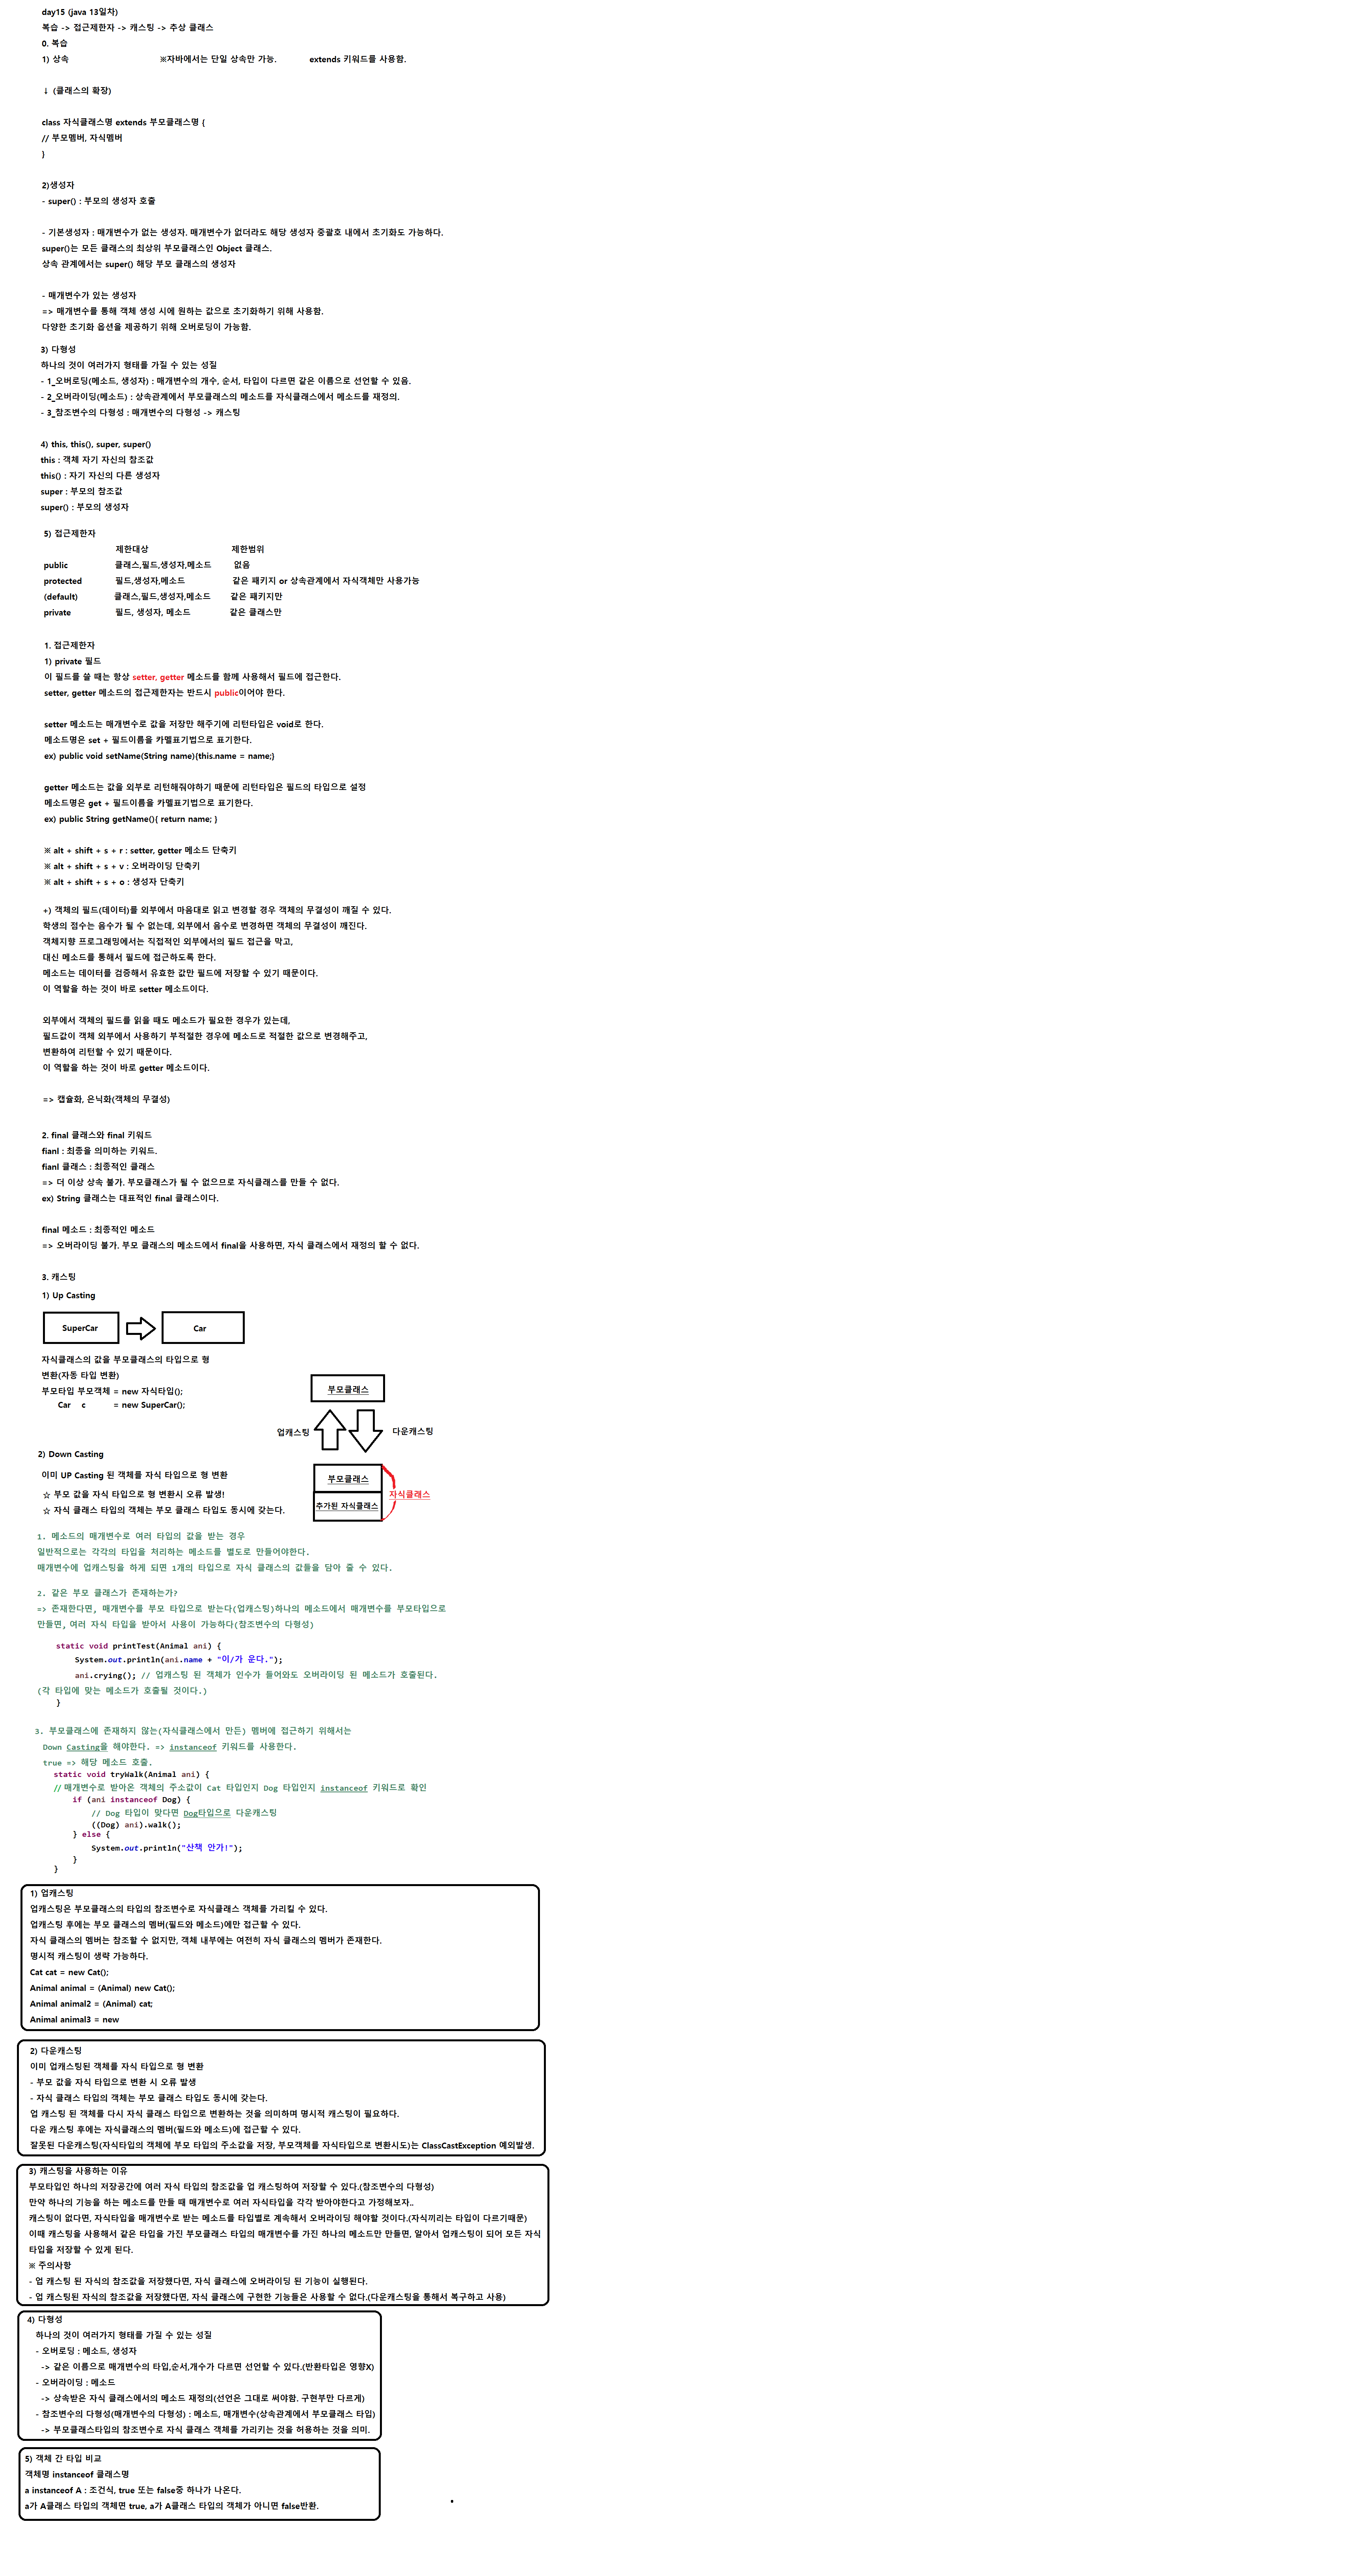 day15 (java 13일차)
복습 -> 접근제한자 -> 캐스팅 -> 추상 클래스
0. 복습
1) 상속 ※자바에서는 단일 상속만 가능. extends 키워드를 사용함.
↓ (클래스의 확장)
class 자식클래스명 extends 부모클래스명 {
// 부모멤버, 자식멤버
}
2)생성자
- super() : 부모의 생성자 호출
- 기본생성자 : 매개변수가 없는 생성자. 매개변수가 없더라도 해당 생성자 중괄호 내에서 초기화도 가능하다.
super()는 모든 클래스의 최상위 부모클래스인 Object 클래스.
상속 관계에서는 super() 해당 부모 클래스의 생성자
- 매개변수가 있는 생성자
=> 매개변수를 통해 객체 생성 시에 원하는 값으로 초기화하기 위해 사용함.
다양한 초기화 옵션을 제공하기 위해 오버로딩이 가능함.
3) 다형성
하나의 것이 여러가지 형태를 가질 수 있는 성질
- 1_오버로딩(메소드, 생성자) : 매개변수의 개수, 순서, 타입이 다르면 같은 이름으로 선언할 수 있음.
- 2_오버라이딩(메소드) : 상속관계에서 부모클래스의 메소드를 자식클래스에서 메소드를 재정의.
- 3_참조변수의 다형성 : 매개변수의 다형성 -> 캐스팅
4) this, this(), super, super()
this : 객체 자기 자신의 참조값
this() : 자기 자신의 다른 생성자
super : 부모의 참조값
super() : 부모의 생성자
5) 접근제한자
제한대상 제한범위
public 클래스,필드,생성자,메소드 없음
protected 필드,생성자,메소드 같은 패키지 or 상속관계에서 자식객체만 사용가능
(default) 클래스,필드,생성자,메소드 같은 패키지만
private 필드, 생성자, 메소드 같은 클래스만
1. 접근제한자
1) private 필드
이 필드를 쓸 때는 항상 setter, getter 메소드를 함께 사용해서 필드에 접근한다.
setter, getter 메소드의 접근제한자는 반드시 public이어야 한다.
setter 메소드는 매개변수로 값을 저장만 해주기에 리턴타입은 void로 한다.
메소드명은 set + 필드이름을 카멜표기법으로 표기한다.
ex) public void setName(String name){this.name = name;}
getter 메소드는 값을 외부로 리턴해줘야하기 때문에 리턴타입은 필드의 타입으로 설정
메소드명은 get + 필드이름을 카멜표기법으로 표기한다.
ex) public String getName(){ return name; }
※ alt + shift + s + r : setter, getter 메소드 단축키
※ alt + shift + s + v : 오버라이딩 단축키
※ alt + shift + s + o : 생성자 단축키
+) 객체의 필드(데이터)를 외부에서 마음대로 읽고 변경할 경우 객체의 무결성이 깨질 수 있다.
학생의 점수는 음수가 될 수 없는데, 외부에서 음수로 변경하면 객체의 무결성이 깨진다.
객체지향 프로그래밍에서는 직접적인 외부에서의 필드 접근을 막고,
대신 메소드를 통해서 필드에 접근하도록 한다.
메소드는 데이터를 검증해서 유효한 값만 필드에 저장할 수 있기 때문이다.
이 역할을 하는 것이 바로 setter 메소드이다.
외부에서 객체의 필드를 읽을 때도 메소드가 필요한 경우가 있는데,
필드값이 객체 외부에서 사용하기 부적절한 경우에 메소드로 적절한 값으로 변경해주고,
변환하여 리턴할 수 있기 때문이다.
이 역할을 하는 것이 바로 getter 메소드이다.
=> 캡슐화, 은닉화(객체의 무결성)
2. final 클래스와 final 키워드
fianl : 최종을 의미하는 키워드.
fianl 클래스 : 최종적인 클래스
=> 더 이상 상속 불가. 부모클래스가 될 수 없으므로 자식클래스를 만들 수 없다.
ex) String 클래스는 대표적인 final 클래스이다.
final 메소드 : 최종적인 메소드
=> 오버라이딩 불가. 부모 클래스의 메소드에서 final을 사용하면, 자식 클래스에서 재정의 할 수 없다.
3. 캐스팅
1) Up Casting
SuperCar Car
자식클래스의 값을 부모클래스의 타입으로 형
변환(자동 타입 변환)
부모타입 부모객체 = new 자식타입();
Car c = new SuperCar();
부모클래스
업캐스팅 다운캐스팅
2) Down Casting
이미 UP Casting 된 객체를 자식 타입으로 형 변환
☆ 부모 값을 자식 타입으로 형 변환시 오류 발생!
☆ 자식 클래스 타입의 객체는 부모 클래스 타입도 동시에 갖는다.
부모클래스
자식클래스
추가된 자식클래스
1. 메소드의 매개변수로 여러 타입의 값을 받는 경우
일반적으로는 각각의 타입을 처리하는 메소드를 별도로 만들어야한다.
매개변수에 업캐스팅을 하게 되면 1개의 타입으로 자식 클래스의 값들을 담아 줄 수 있다.
2. 같은 부모 클래스가 존재하는가?
=> 존재한다면, 매개변수를 부모 타입으로 받는다(업캐스팅)하나의 메소드에서 매개변수를 부모타입으로
만들면, 여러 자식 타입을 받아서 사용이 가능하다(참조변수의 다형성)
static void printTest(Animal ani) {
System.out.println(ani.name + "이/가 운다.");
ani.crying(); // 업캐스팅 된 객체가 인수가 들어와도 오버라이딩 된 메소드가 호출된다.
(각 타입에 맞는 메소드가 호출될 것이다.)
}
3. 부모클래스에 존재하지 않는(자식클래스에서 만든) 멤버에 접근하기 위해서는
Down Casting을 해야한다. => instanceof 키워드를 사용한다.
true => 해당 메소드 호출.
static void tryWalk(Animal ani) {
// 매개변수로 받아온 객체의 주소값이 Cat 타입인지 Dog 타입인지 instanceof 키워드로 확인
if (ani instanceof Dog) {
// Dog 타입이 맞다면 Dog타입으로 다운캐스팅
((Dog) ani).walk();
} else {
System.out.println("산책 안가!");
}
}
1) 업캐스팅
업캐스팅은 부모클래스의 타입의 참조변수로 자식클래스 객체를 가리킬 수 있다.
업캐스팅 후에는 부모 클래스의 멤버(필드와 메소드)에만 접근할 수 있다.
자식 클래스의 멤버는 참조할 수 없지만, 객체 내부에는 여전히 자식 클래스의 멤버가 존재한다.
명시적 캐스팅이 생략 가능하다.
Cat cat = new Cat();
Animal animal = (Animal) new Cat();
Animal animal2 = (Animal) cat;
Animal animal3 = new
2) 다운캐스팅
이미 업캐스팅된 객체를 자식 타입으로 형 변환
- 부모 값을 자식 타입으로 변환 시 오류 발생
- 자식 클래스 타입의 객체는 부모 클래스 타입도 동시에 갖는다.
업 캐스팅 된 객체를 다시 자식 클래스 타입으로 변환하는 것을 의미하며 명시적 캐스팅이 필요하다.
다운 캐스팅 후에는 자식클래스의 멤버(필드와 메소드)에 접근할 수 있다.
잘못된 다운캐스팅(자식타입의 객체에 부모 타입의 주소값을 저장, 부모객체를 자식타입으로 변환시도)는 ClassCastException 예외발생.
3) 캐스팅을 사용하는 이유
부모타입인 하나의 저장공간에 여러 자식 타입의 참조값을 업 캐스팅하여 저장할 수 있다.(참조변수의 다형성)
만약 하나의 기능을 하는 메소드를 만들 때 매개변수로 여러 자식타입을 각각 받아야한다고 가정해보자..
캐스팅이 없다면, 자식타입을 매개변수로 받는 메소드를 타입별로 계속해서 오버라이딩 해야할 것이다.(자식끼리는 타입이 다르기때문)
이때 캐스팅을 사용해서 같은 타입을 가진 부모클래스 타입의 매개변수를 가진 하나의 메소드만 만들면, 알아서 업캐스팅이 되어 모든 자식
타입을 저장할 수 있게 된다.
※ 주의사항
- 업 캐스팅 된 자식의 참조값을 저장했다면, 자식 클래스에 오버라이딩 된 기능이 실행된다.
- 업 캐스팅된 자식의 참조값을 저장했다면, 자식 클래스에 구현한 기능들은 사용할 수 없다.(다운캐스팅을 통해서 복구하고 사용)
4) 다형성
하나의 것이 여러가지 형태를 가질 수 있는 성질
- 오버로딩 : 메소드, 생성자
-> 같은 이름으로 매개변수의 타입,순서,개수가 다르면 선언할 수 있다.(반환타입은 영향X)
- 오버라이딩 : 메소드
-> 상속받은 자식 클래스에서의 메소드 재정의(선언은 그대로 써야함. 구현부만 다르게)
- 참조변수의 다형성(매개변수의 다형성) : 메소드, 매개변수(상속관계에서 부모클래스 타입)
-> 부모클래스타입의 참조변수로 자식 클래스 객체를 가리키는 것을 허용하는 것을 의미.
5) 객체 간 타입 비교
객체명 instanceof 클래스명
a instanceof A : 조건식, true 또는 false중 하나가 나온다.
a가 A클래스 타입의 객체면 true, a가 A클래스 타입의 객체가 아니면 false반환.